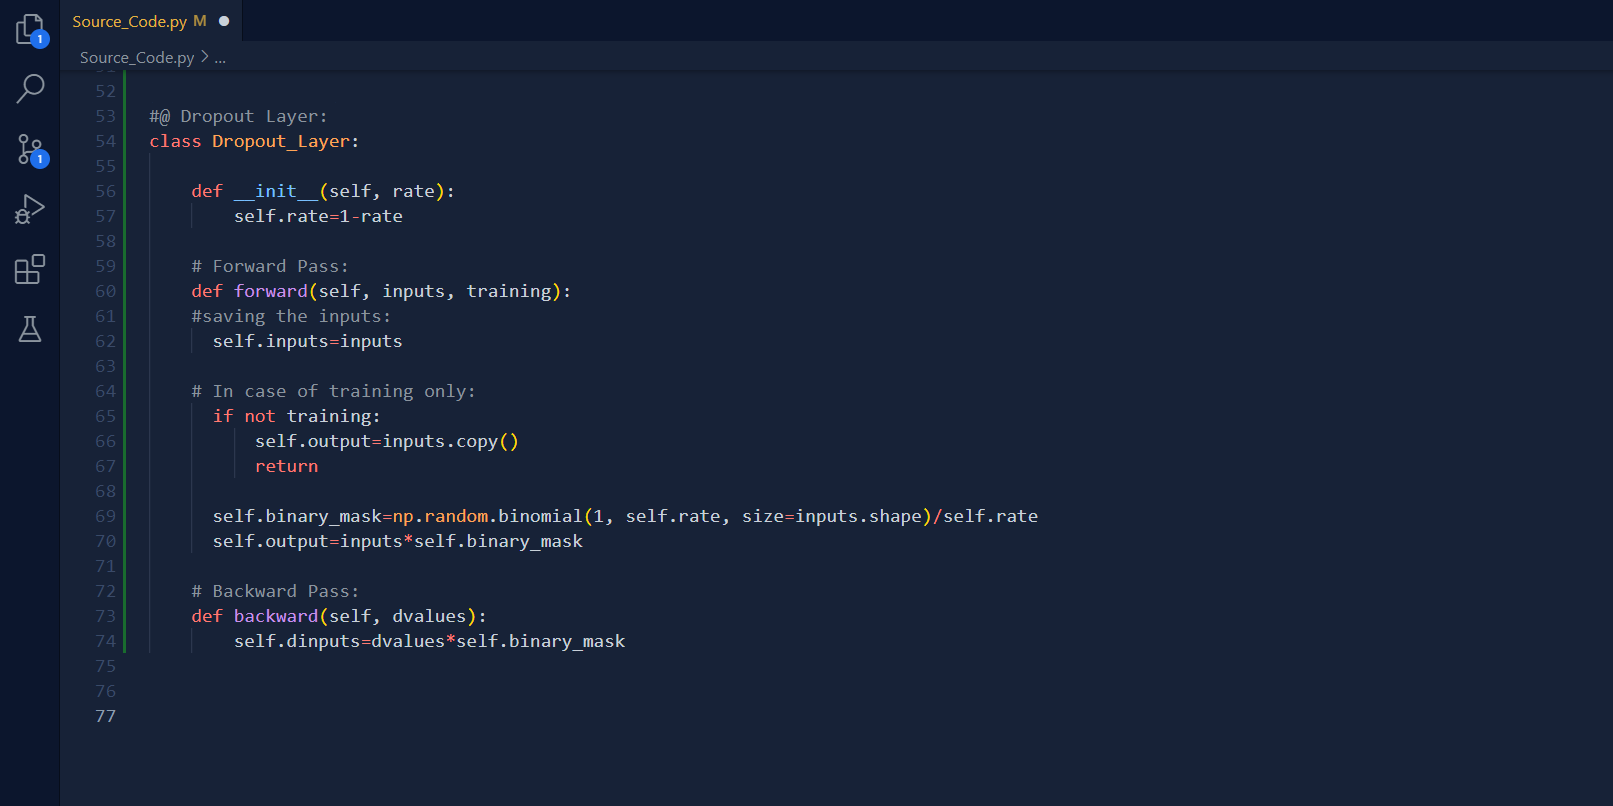 Source_Code.py M
Source_Code.py > ...
1
1
52
53 #@ Dropout Layer:
54 class Dropout_Layer:
55
56 def __init__(self, rate):
57 self.rate=1-rate
58
59 # Forward Pass:
60 def forward(self, inputs, training):
61 #saving the inputs:
62 self.inputs=inputs
63
64 # In case of training only:
65 if not training:
66 self.output=inputs.copy()
67 return
68
69 self.binary_mask=np.random.binomial(1, self.rate, size=inputs.shape)/self.rate
70 self.output=inputs*self.binary_mask
71
72 # Backward Pass:
73 def backward(self, dvalues):
74 self.dinputs=dvalues*self.binary_mask
75
76
77